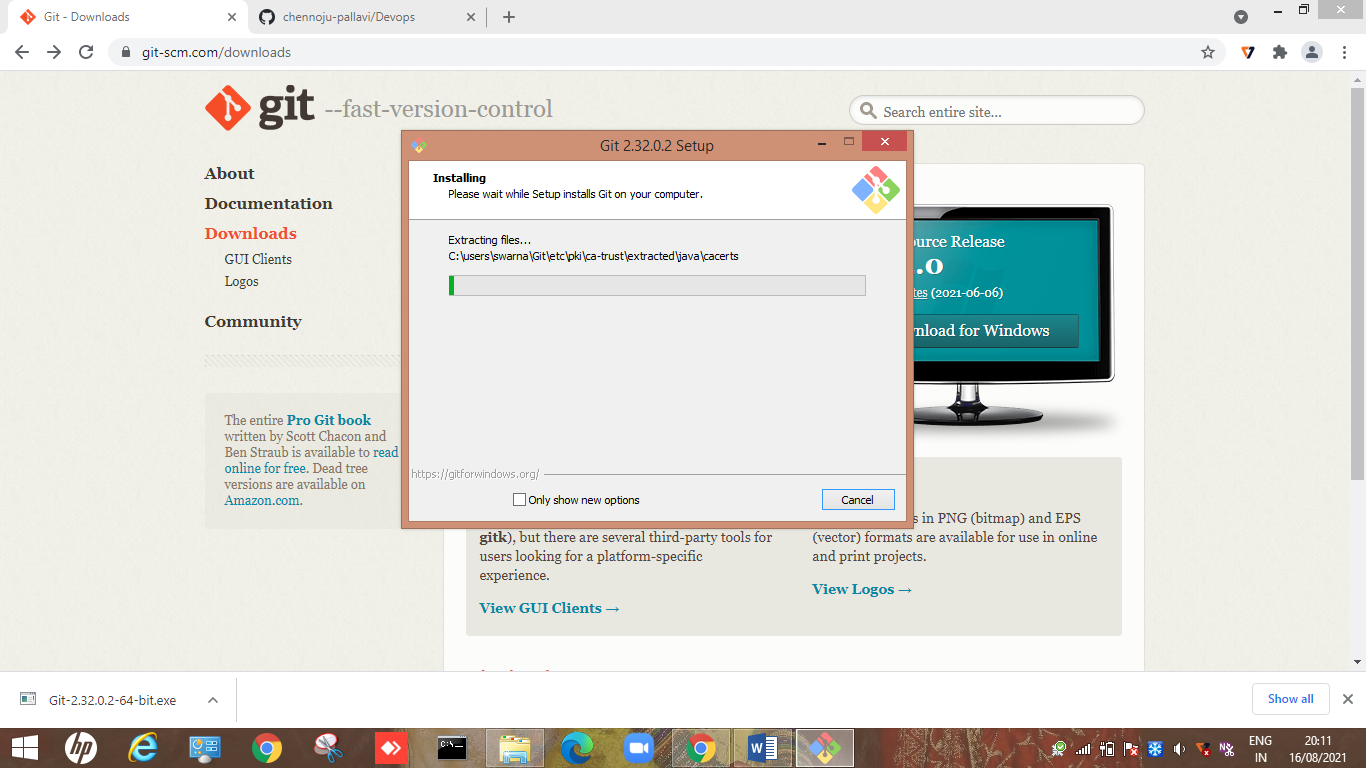 Git - Downloads
chennoju-pallavi/Devops
git-scm.com/downloads
git --fast-version-control
Search entire site...
About
Documentation
Downloads
GUI Clients
Logos
Community
The entire Pro Git book
written by Scott Chacon and
Ben Straub is available to read
online for free. Dead tree
versions are available on
Amazon.com.
Git 2.32.0.2 Setup
Installing
Please wait while Setup installs Git on your computer.
Extracting files...
C:\users\swarna\Git\etc\pki\ca-trust\extracted\java\cacerts
https://gitforwindows.org/
Only show new options
Cancel
ource Release
.0
tes (2021-06-06)
nload for Windows
gitk), but there are several third-party tools for
users looking for a platform-specific
experience.
View GUI Clients →
s in PNG (bitmap) and EPS
(vector) formats are available for use in online
and print projects.
View Logos →
Git-2.32.0.2-64-bit.exe
Show all
hp
C:\
ENG
IN
20:11
16/08/2021